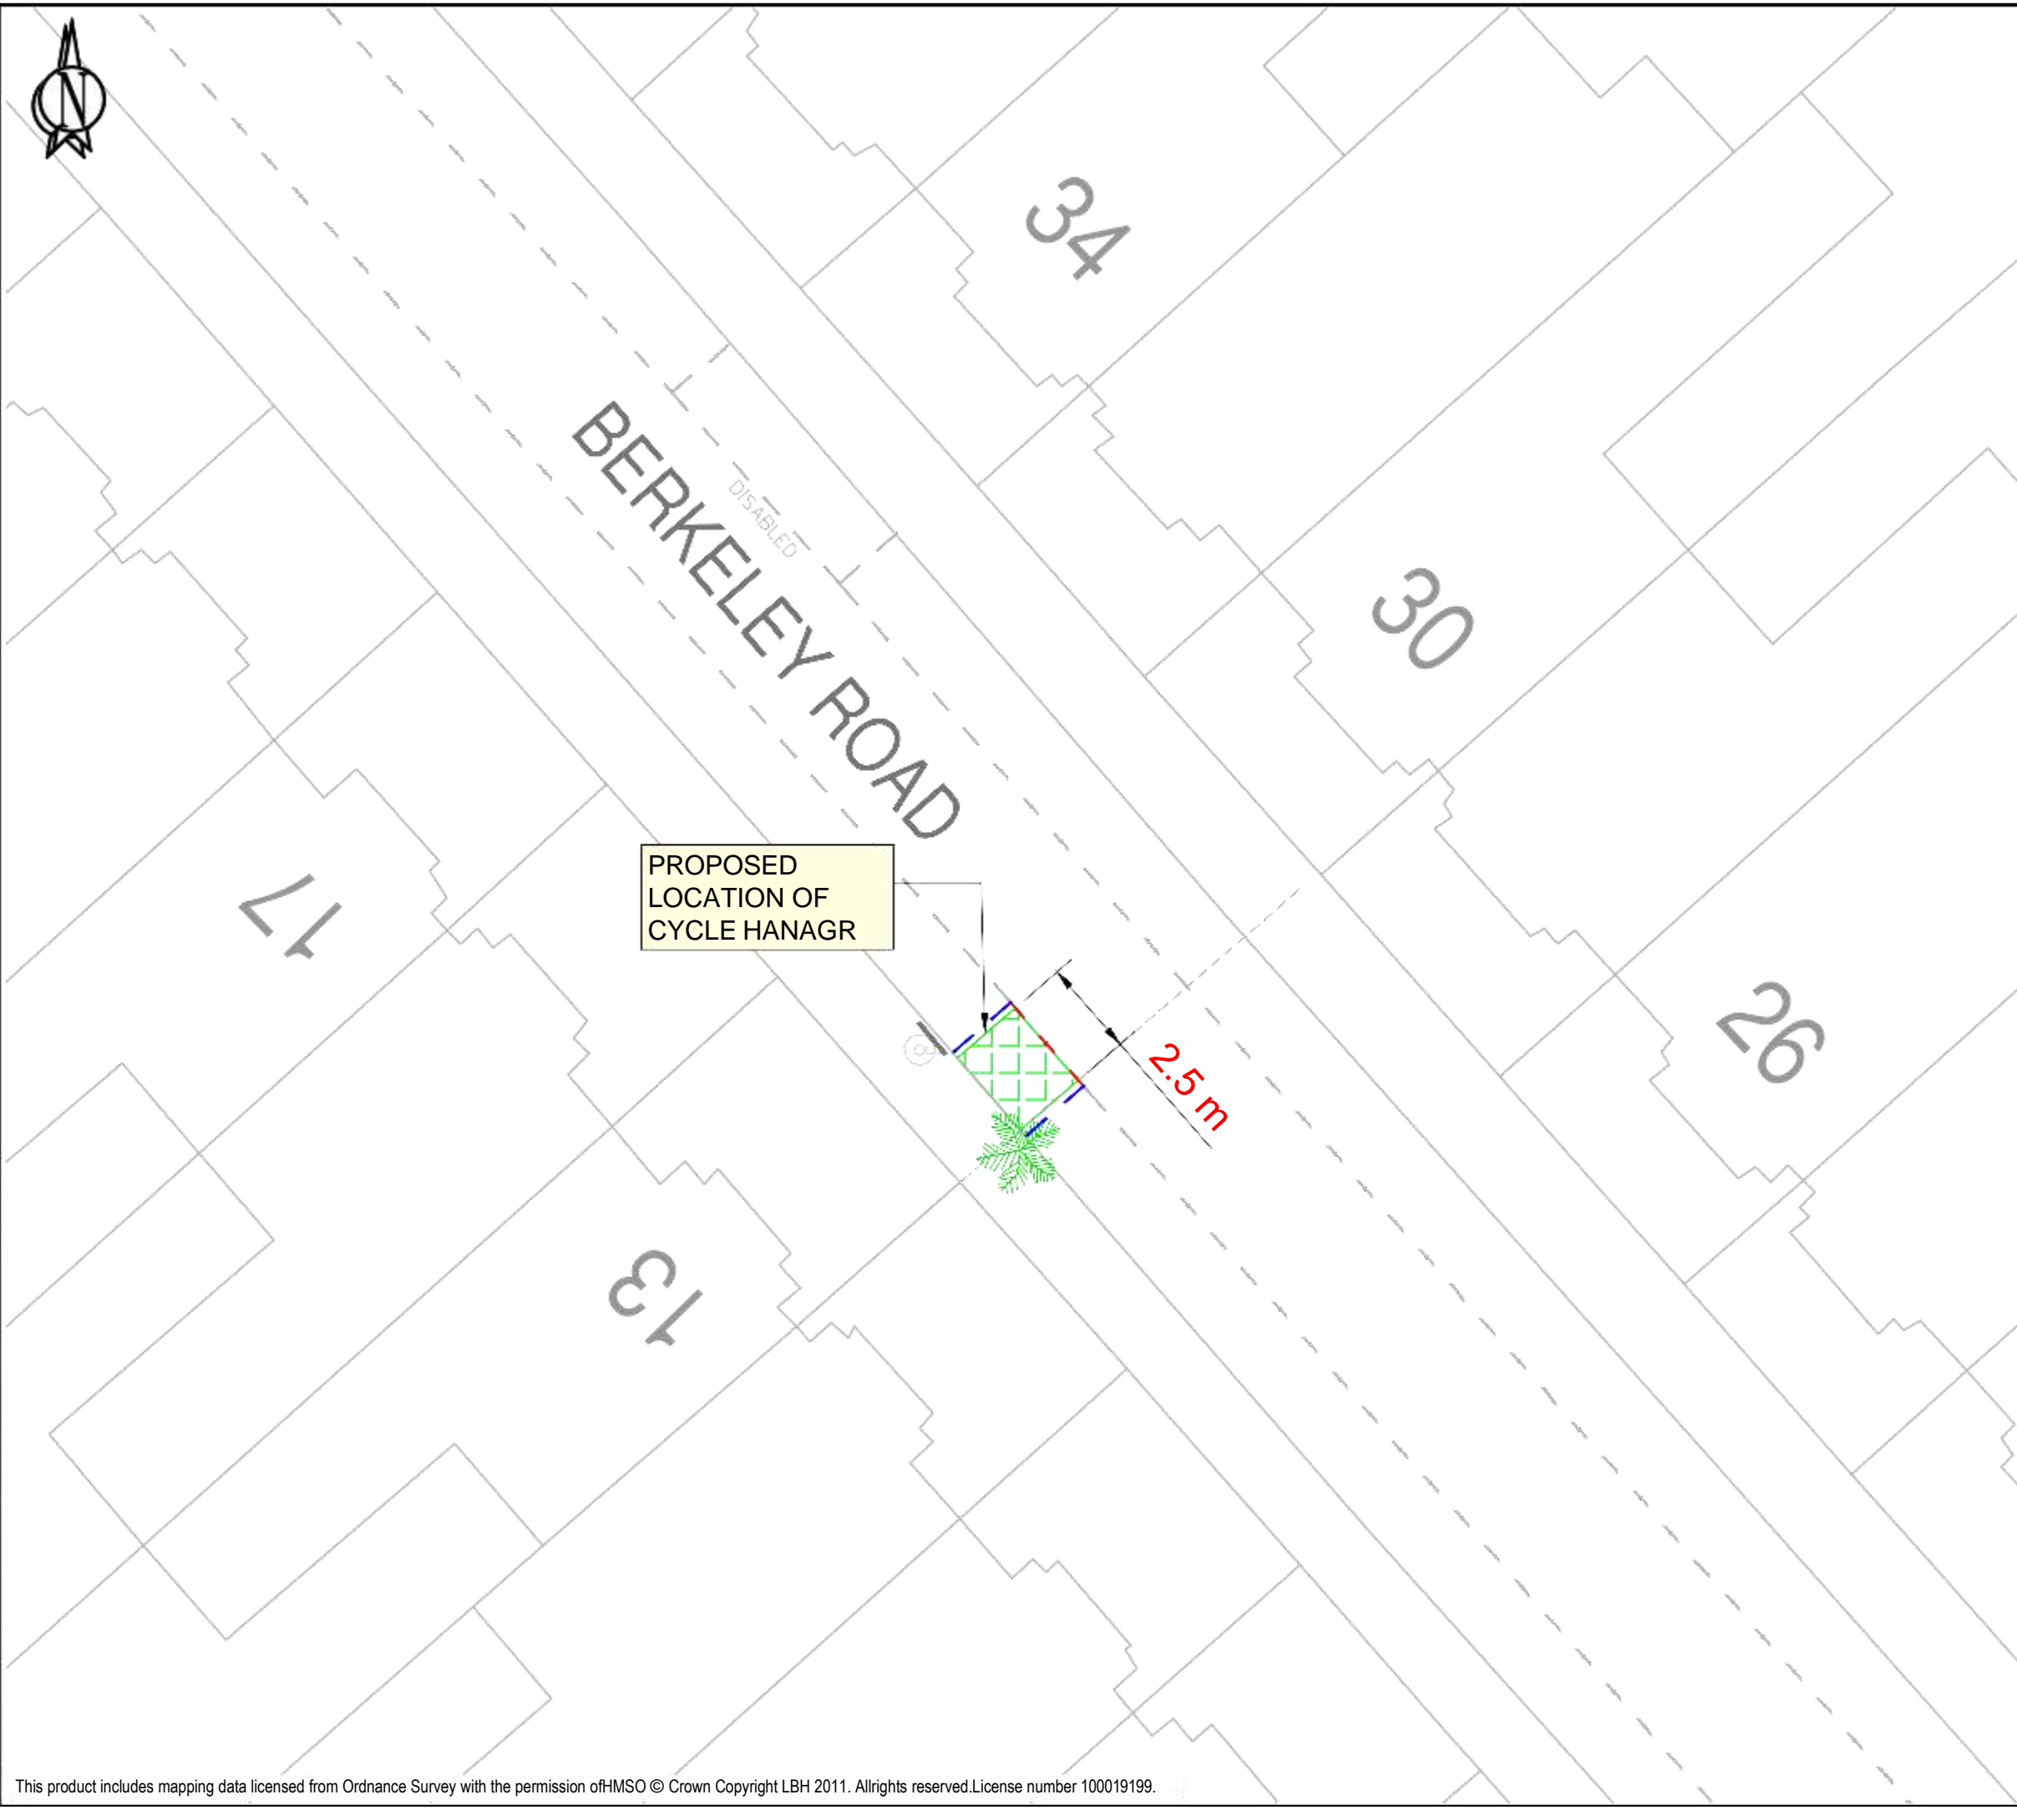 N
34
BERKELEY ROAD
DISABLED
30
PROPOSED
LOCATION OF
CYCLE HANAGR
17
26
2.5 m
13
This product includes mapping data licensed from Ordnance Survey with the permission ofHMSO © Crown Copyright LBH 2011. Allrights reserved.License number 100019199.